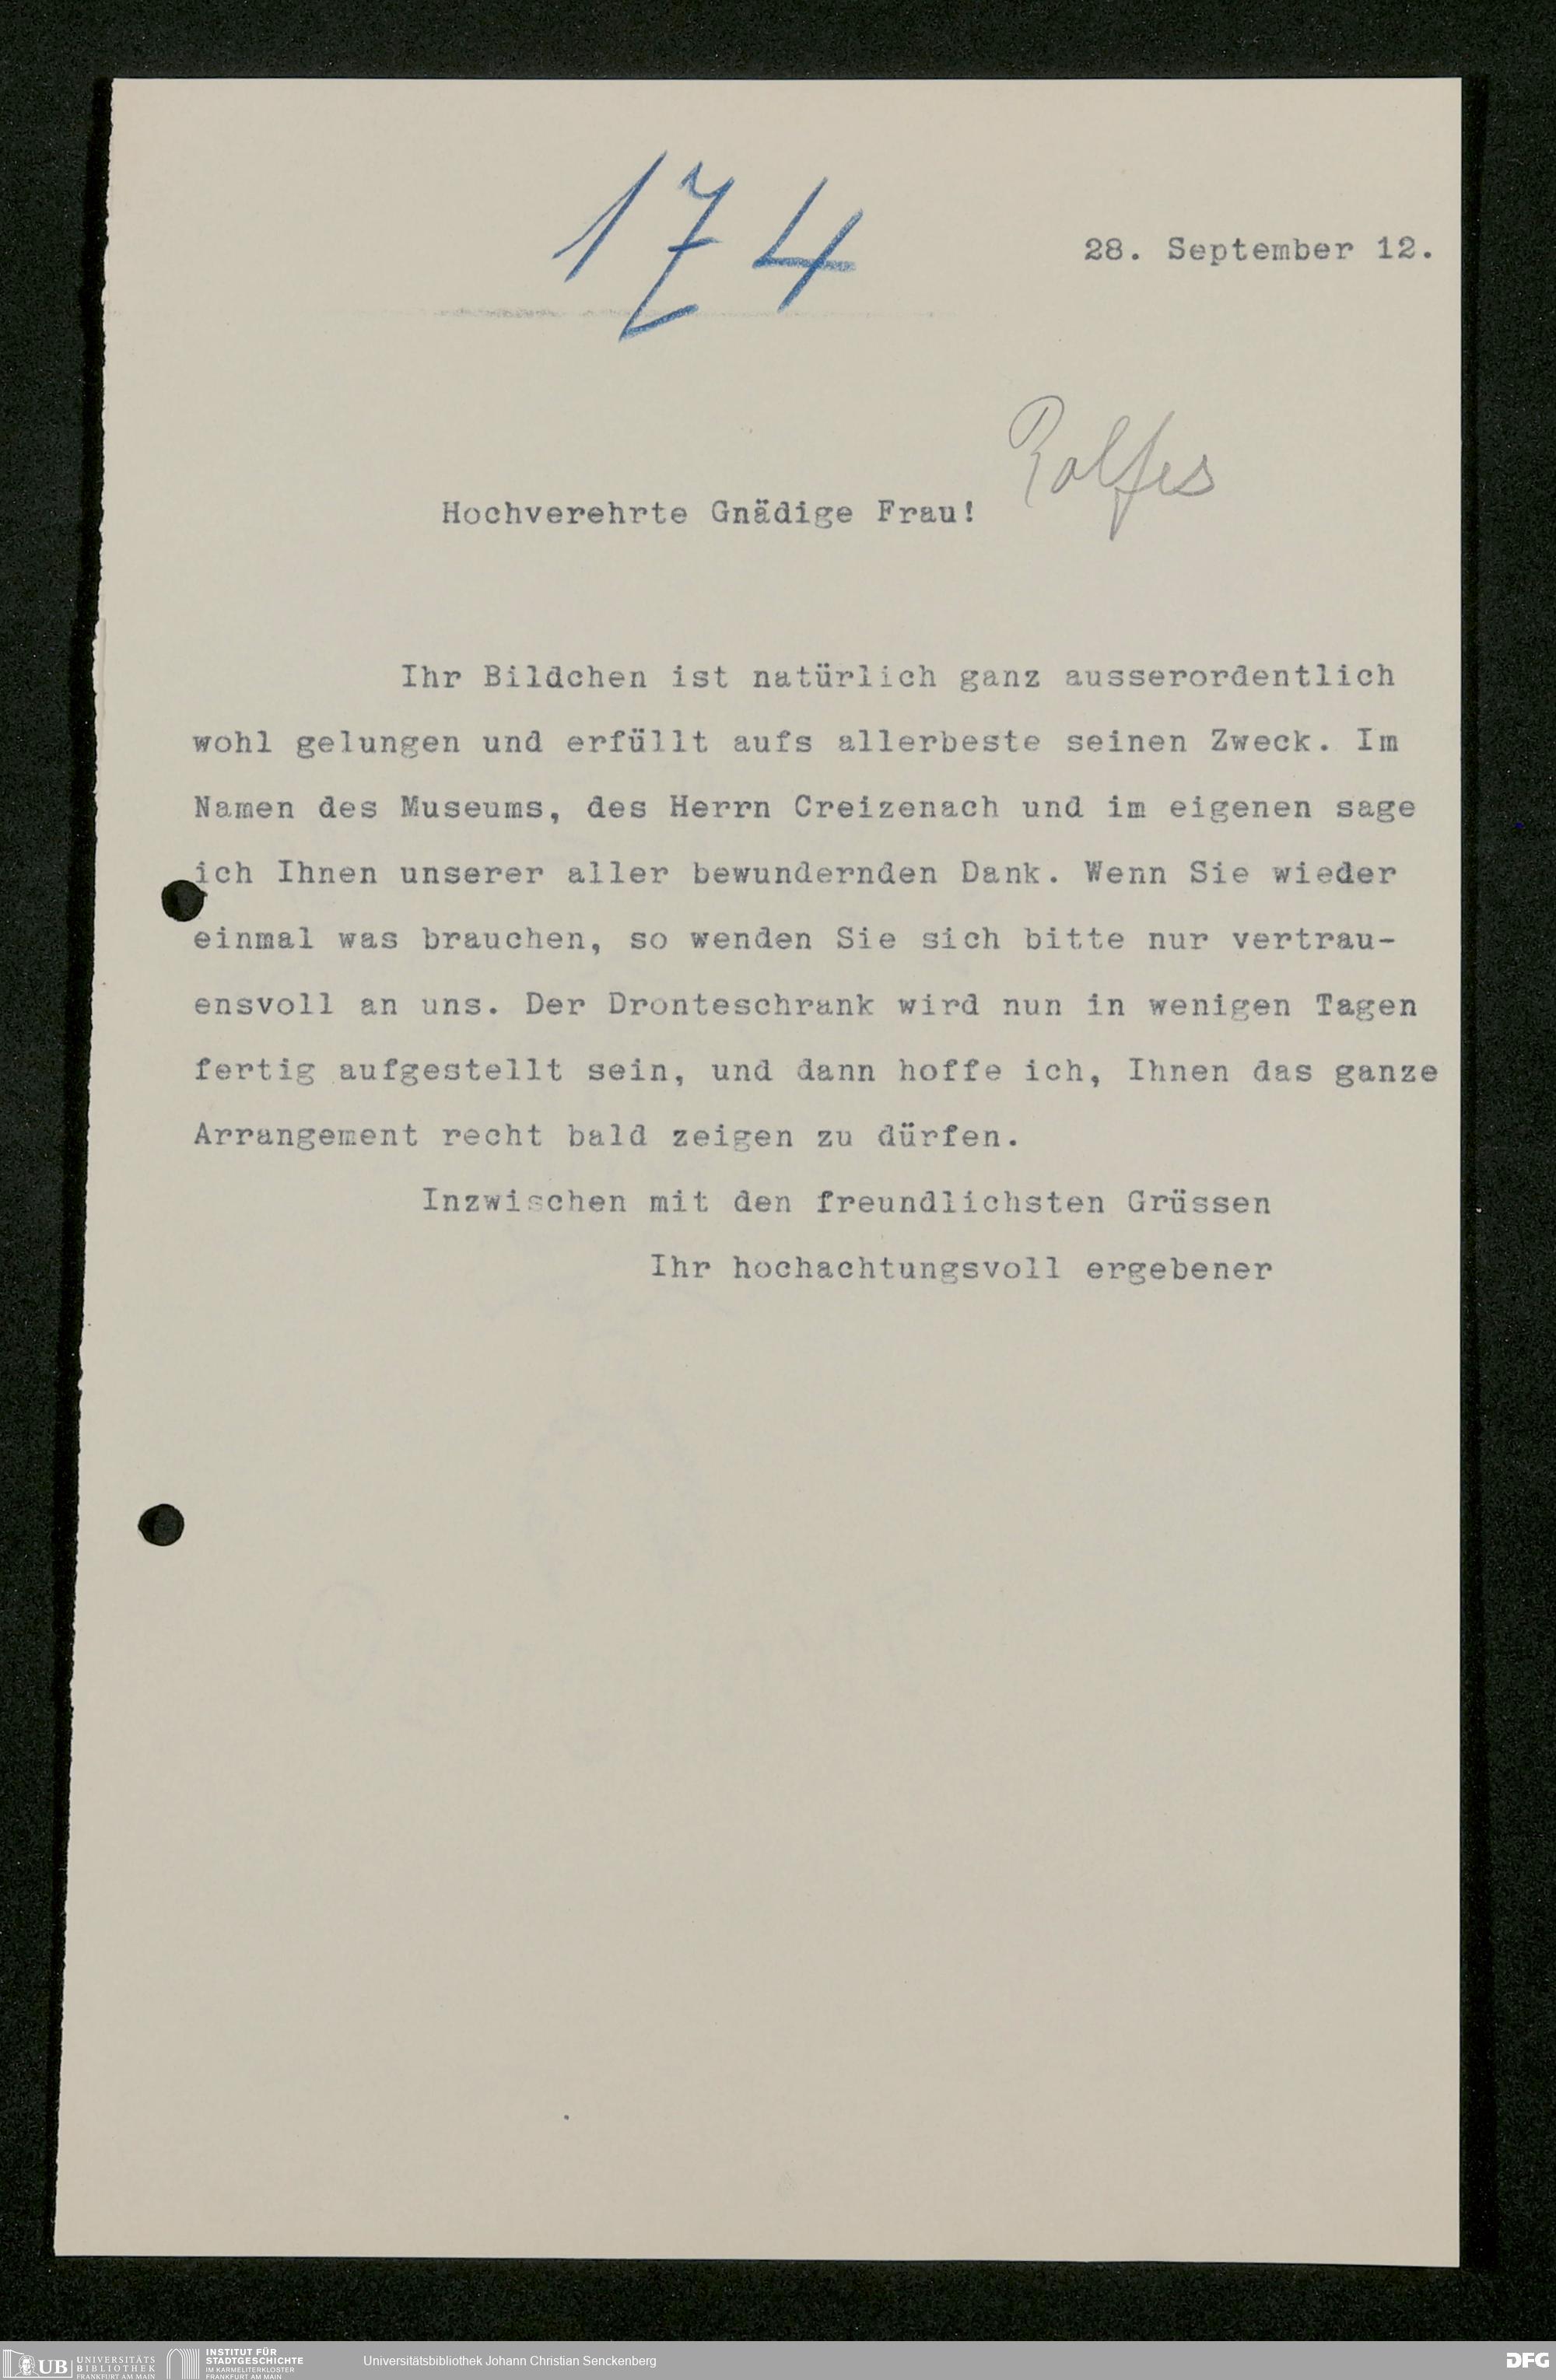 174
28. September 12.
Rolfes
Hochverehrte Gnädige Frau!
Ihr Bildchen ist natürlich ganz ausserordentlich
wohl gelungen und erfüllt aufs allerbeste seinen Zweck. Im
Namen des Museums, des Herrn Creizenach und im eigenen sage
ich Ihnen unserer aller bewundernden Dank. Wenn Sie wieder
einmal was brauchen, so wenden Sie sich bitte nur vertrau-
ensvoll an uns. Der Dronteschrank wird nun in wenigen Tagen
fertig aufgestellt sein, und dann hoffe ich, Ihnen das ganze
Arrangement recht bald zeigen zu dürfen.
Inzwischen mit den freundlichsten Grüssen
Ihr hochachtungsvoll ergebener
UB UNIVERSITÄTS
BIBLIOTHEK
FRANKFURT AM MAIN
INSTITUT FÜR
STADTGESCHICHTE
IM KARMELITERKLOSTER
FRANKFURT AM MAIN
Universitätsbibliothek Johann Christian Senckenberg
DFG